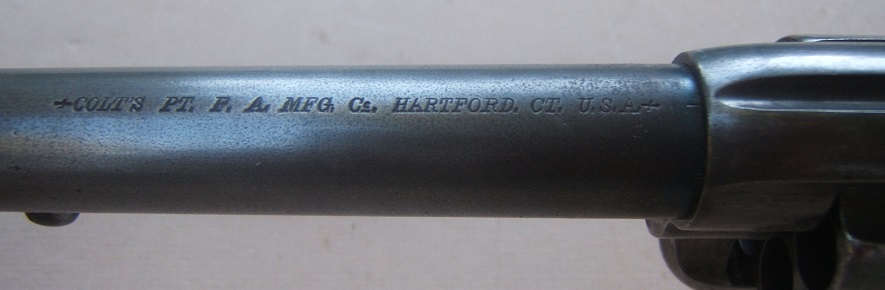 +COLT'S PT. F. A. MFG. Co. HARTFORD. CT. U.S.A.+